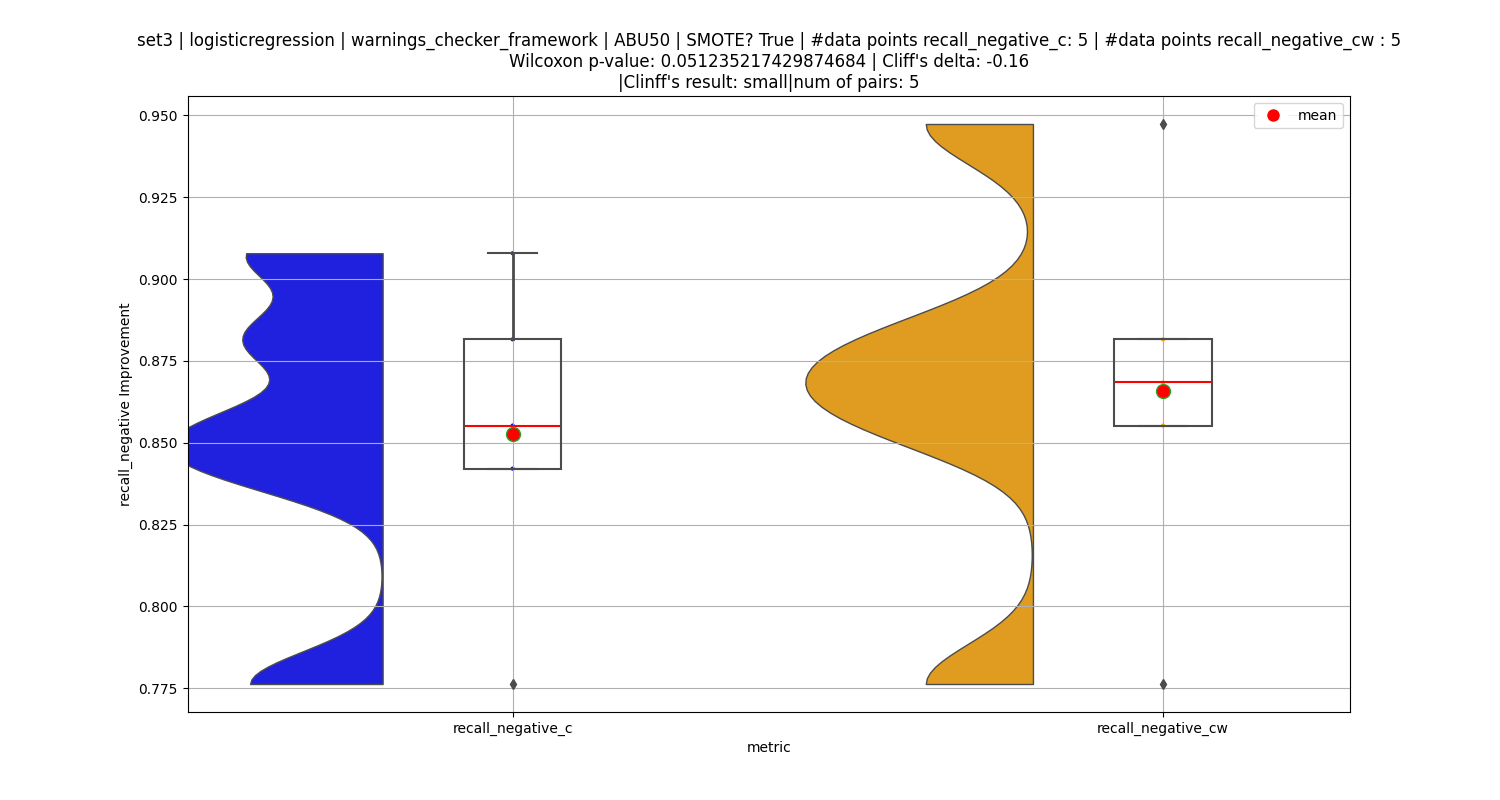 set3 | logisticregression | warnings_checker_framework | ABU50 | SMOTE? True | #data points recall_negative_c: 5 | #data points recall_negative_cw : 5
Wilcoxon p-value: 0.051235217429874684 | Cliff's delta: -0.16
|Clinff's result: small|num of pairs: 5
mean
0.950
0.925
0.900
0.875
0.850
0.825
0.800
0.775
recall_negative Improvement
recall_negative_c
recall_negative_cw
metric